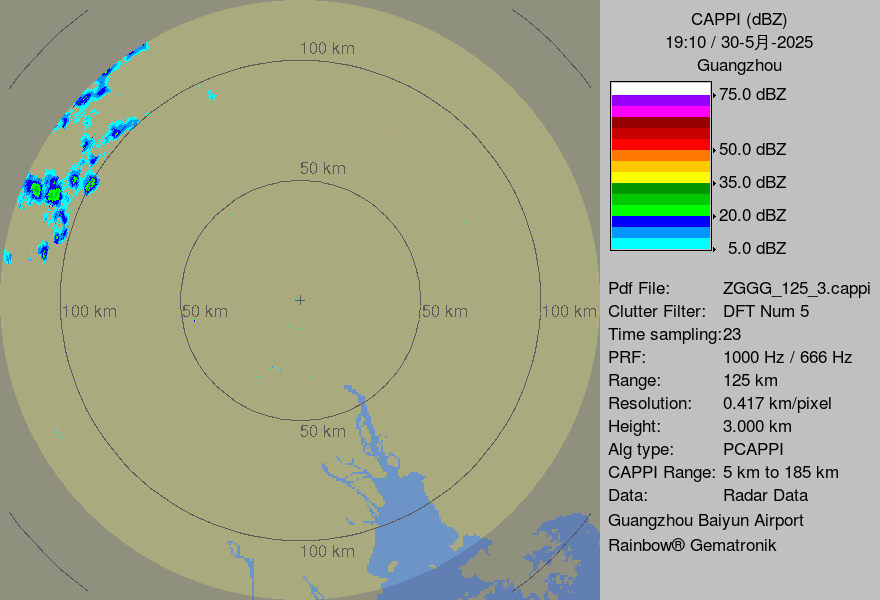 CAPPI (dBZ)
19:10 / 30-5月-2025
Guangzhou
75.0 dBZ
50.0 dBZ
35.0 dBZ
20.0 dBZ
5.0 dBZ
100 km
50 km
100 km
50 km
50 km
100 km
50 km
100 km
Pdf File: ZGGG_125_3.cappi
Clutter Filter: DFT Num 5
Time sampling:23
PRF: 1000 Hz / 666 Hz
Range: 125 km
Resolution: 0.417 km/pixel
Height: 3.000 km
Alg type: PCAPPI
CAPPI Range: 5 km to 185 km
Data: Radar Data
Guangzhou Baiyun Airport
Rainbow® Gematronik